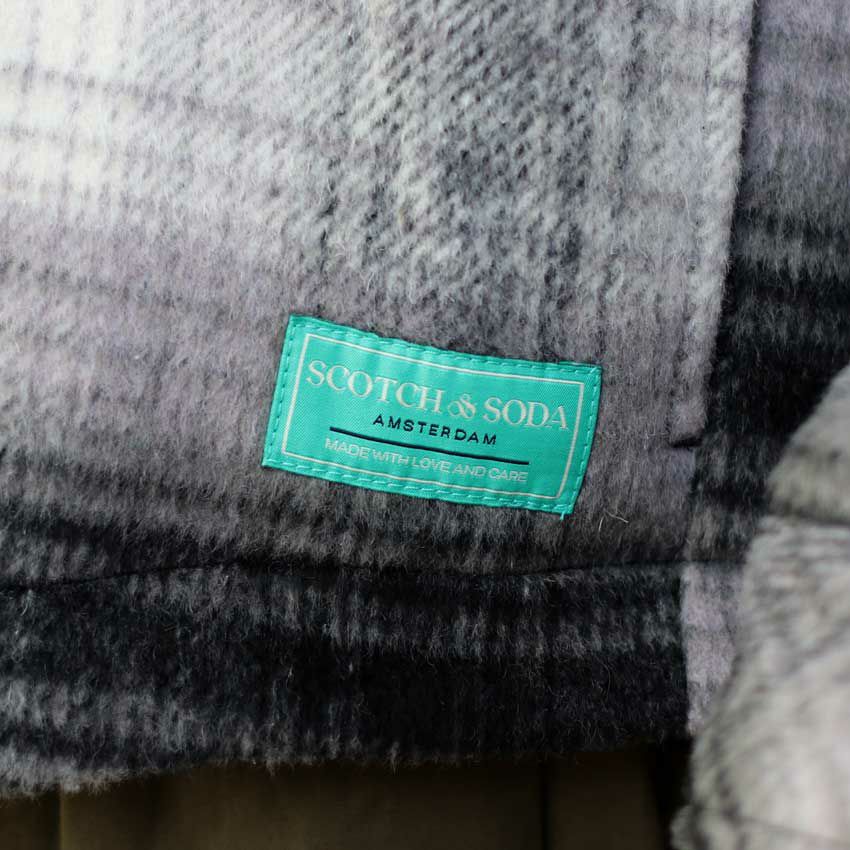 SCOTCH & SODA
AMSTERDAM
MADE WITH LOVE AND CARE